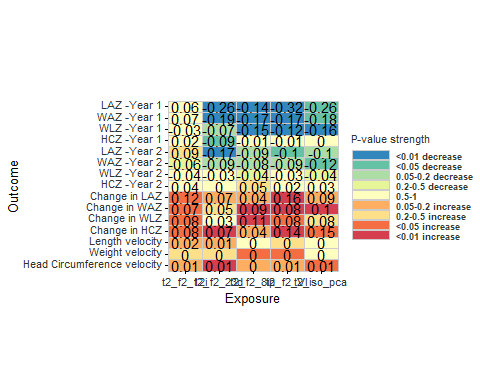 LAZ -Year 1 0.06 -0.26 -0.14 -0.32 -0.26
WAZ -Year 1 0.07 -0.19 -0.17 -0.17 -0.18
WLZ -Year 1 -0.03 -0.07 -0.15 -0.12 -0.16
HCZ -Year 1 0.02 -0.09 -0.01 -0.01 0
LAZ -Year 2 0.09 -0.17 -0.09 -0.1 -0.1
WAZ -Year 2 -0.06 -0.09 -0.08 -0.09 -0.12
WLZ -Year 2 -0.04 -0.04 -0.03 -0.03 -0.04
HCZ -Year 2 0.04 0 0.05 0.02 0.03
Change in LAZ 0.12 0.07 0.04 0.16 0.09
Change in WAZ 0.07 0.05 0.09 0.08 0.1
Change in WLZ 0.08 0.03 0.11 0.08 0.08
Change in HCZ 0.08 0.07 0.04 0.14 0.15
Length velocity 0.02 0.01 0 0 0
Weight velocity 0 0 0 0 0
Head Circumference velocity 0.01 0.01 0 0.01 0.01
Exposure
Outcome
P-value strength
<0.01 decrease
<0.05 decrease
0.05-0.2 decrease
0.2-0.5 decrease
0.5-1
0.05-0.2 increase
0.2-0.5 increase
<0.05 increase
<0.01 increase